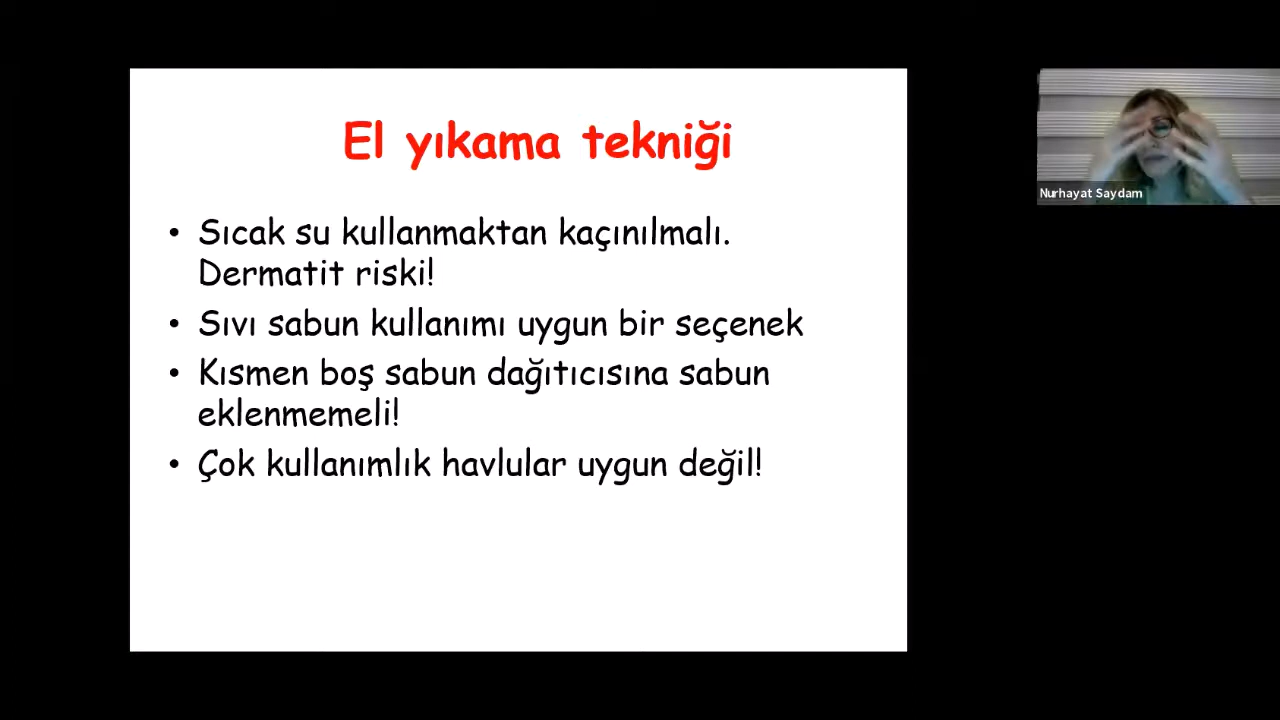 El yıkama tekniği
• Sıcak su kullanmaktan kaçınılmalı.
Dermatit riski!
• Sıvı sabun kullanımı uygun bir seçenek
• Kısmen boş sabun dağıtıcısına sabun
eklenmemeli!
• Çok kullanımlık havlular uygun değil!
Nurhayat Saydam